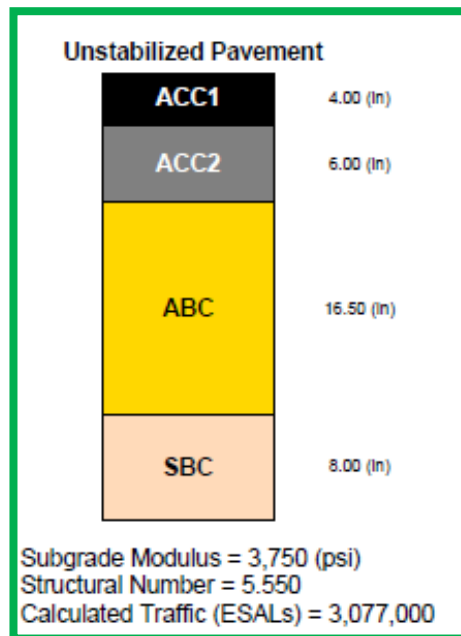 Unstabilized Pavement
ACC1 4.00 (in)
ACC2 6.00 (in)
ABC 16.50 (in)
SBC 8.00 (in)
Subgrade Modulus = 3,750 (psi)
Structural Number = 5.550
Calculated Traffic (ESALs) = 3,077,000